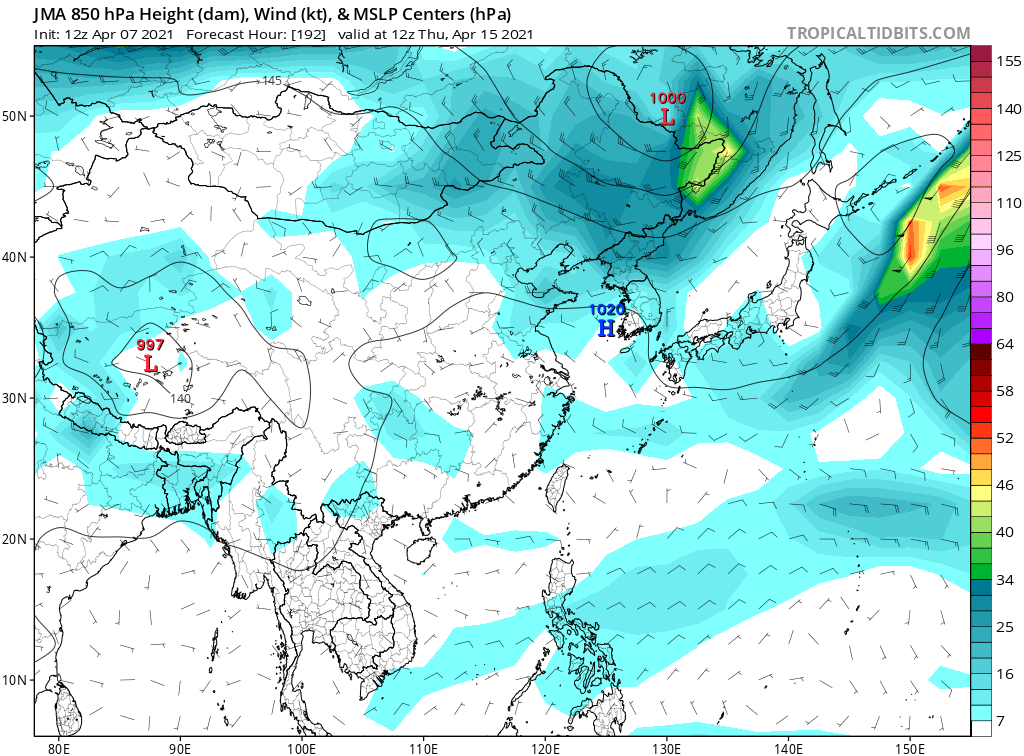 JMA 850 hPa Height (dam), Wind (kt), & MSLP Centers (hPa)
Init: 12z Apr 07 2021 Forecast Hour: [192] valid at 12z Thu, Apr 15 2021
TROPICALTIDBITS.COM
155
145
1000
L
50N
140
125
110
40N
96
80
1020
H
997
L
64
58
140
30N
52
46
40
20N
34
25
16
10N
7
80E
90E
100E
110E
120E
130E
140E
150E